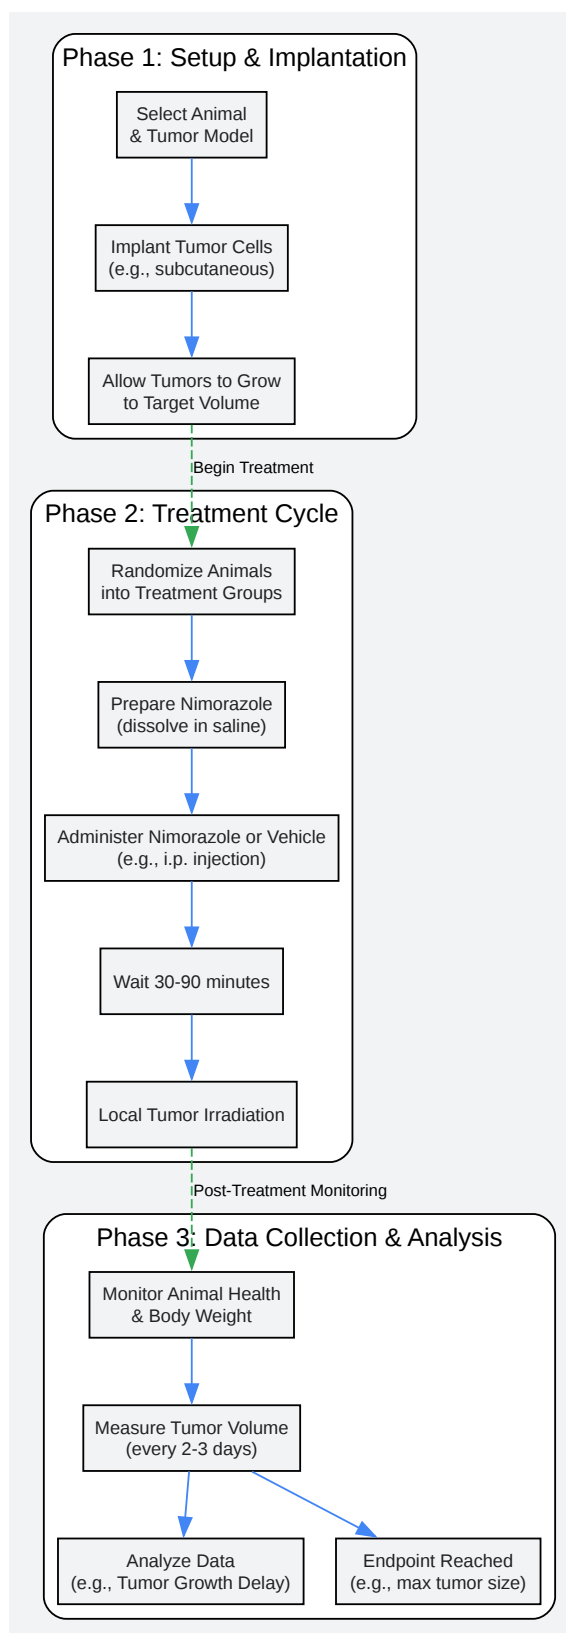 Phase 1: Setup & Implantation
Select Animal
& Tumor Model
Implant Tumor Cells
(e.g., subcutaneous)
Allow Tumors to Grow
to Target Volume
Begin Treatment
Phase 2: Treatment Cycle
Randomize Animals
into Treatment Groups
Prepare Nimorazole
(dissolve in saline)
Administer Nimorazole or Vehicle
(e.g., i.p. injection)
Wait 30-90 minutes
Local Tumor Irradiation
Post-Treatment Monitoring
Phase 3: Data Collection & Analysis
Monitor Animal Health
& Body Weight
Measure Tumor Volume
(every 2-3 days)
Analyze Data
(e.g., Tumor Growth Delay)
Endpoint Reached
(e.g., max tumor size)